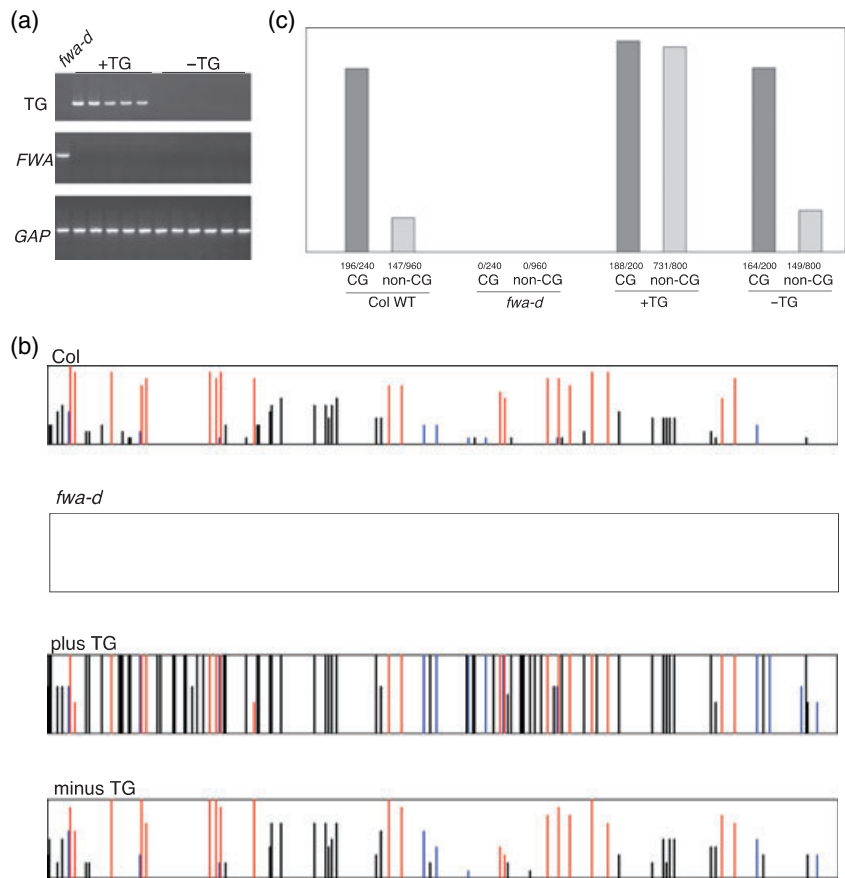 (a)
fwa-d
+TG
–TG
TG
FWA
GAP
(c)
196/240
147/960
0/240
0/960
188/200
731/800
164/200
149/800
CG
non-CG
CG
non-CG
CG
non-CG
CG
non-CG
Col WT
fwa-d
+TG
–TG
(b)
Col
fwa-d
plus TG
minus TG